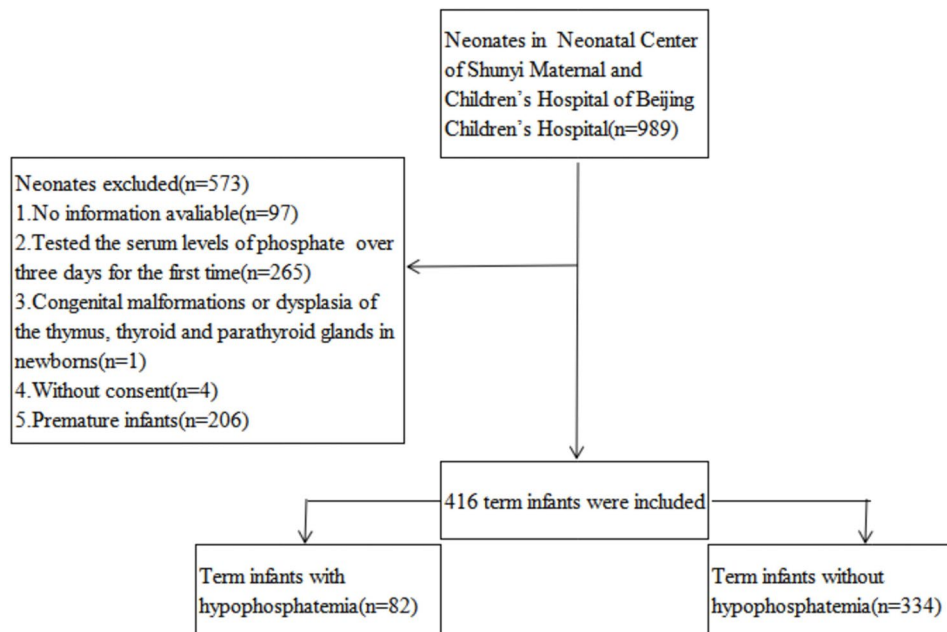 Neonates in Neonatal Center
of Shunyi Maternal and
Children's Hospital of Beijing
Children's Hospital(n=989)
Neonates excluded(n=573)
1.No information avaliable(n=97)
2.Tested the serum levels of phosphate over
three days for the first time(n=265)
3.Congenital malformations or dysplasia of
the thymus, thyroid and parathyroid glands in
newborns(n=1)
4.Without consent(n=4)
5.Premature infants(n=206)
416 term infants were included
Term infants with
hypophosphatemia(n=82)
Term infants without
hypophosphatemia(n=334)